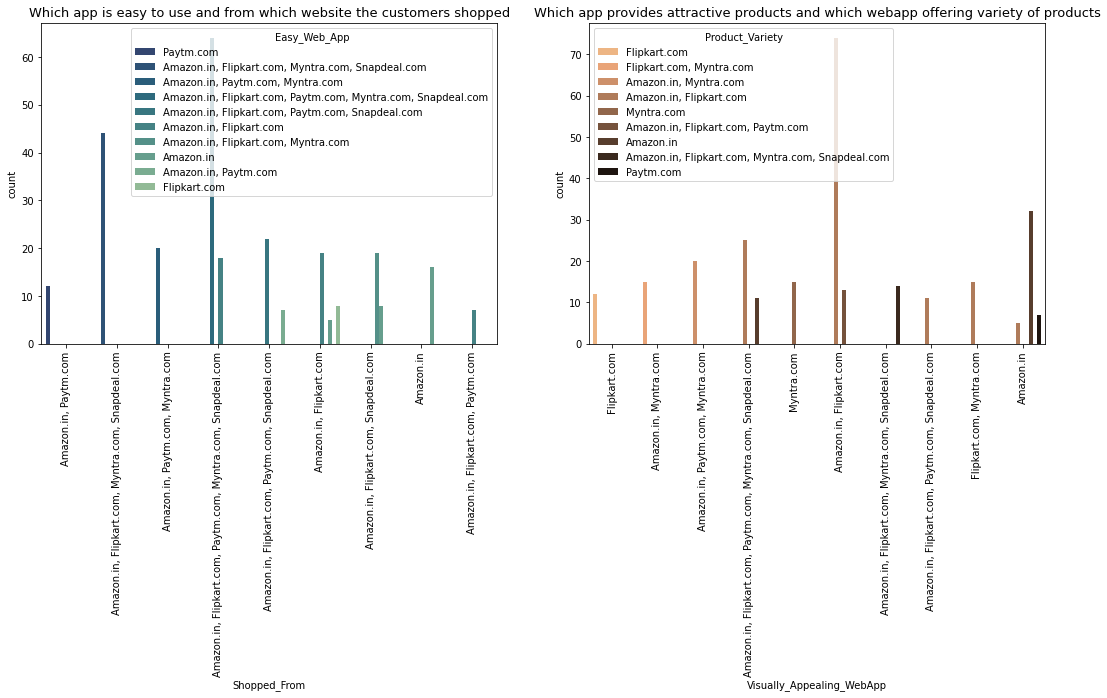 Which app is easy to use and from which website the customers shopped
count
60
50
40
30
20
10
0
Easy_Web_App
Paytm.com
Amazon.in, Flipkart.com, Myntra.com, Snapdeal.com
Amazon.in, Paytm.com, Myntra.com
Amazon.in, Flipkart.com, Paytm.com, Myntra.com, Snapdeal.com
Amazon.in, Flipkart.com, Paytm.com, Snapdeal.com
Amazon.in, Flipkart.com
Amazon.in, Flipkart.com, Myntra.com
Amazon.in
Amazon.in, Paytm.com
Flipkart.com
Amazon.in, Paytm.com
Amazon.in, Flipkart.com, Myntra.com, Snapdeal.com
Amazon.in, Paytm.com, Myntra.com
Amazon.in, Flipkart.com, Paytm.com, Myntra.com, Snapdeal.com
Amazon.in, Flipkart.com, Paytm.com, Snapdeal.com
Amazon.in, Flipkart.com
Amazon.in, Flipkart.com, Snapdeal.com
Amazon.in
Amazon.in, Flipkart.com, Paytm.com
Shopped_From
Which app provides attractive products and which webapp offering variety of products
count
70
60
50
40
30
20
10
0
Product_Variety
Flipkart.com
Flipkart.com, Myntra.com
Amazon.in, Myntra.com
Amazon.in, Flipkart.com
Myntra.com
Amazon.in, Flipkart.com, Paytm.com
Amazon.in
Amazon.in, Flipkart.com, Myntra.com, Snapdeal.com
Paytm.com
Flipkart.com
Amazon.in, Myntra.com
Amazon.in, Paytm.com, Myntra.com
Amazon.in, Flipkart.com, Paytm.com, Myntra.com, Snapdeal.com
Myntra.com
Amazon.in, Flipkart.com
Amazon.in, Flipkart.com, Myntra.com, Snapdeal.com
Amazon.in, Flipkart.com, Paytm.com, Snapdeal.com
Flipkart.com, Myntra.com
Amazon.in
Visually_Appealing_WebApp